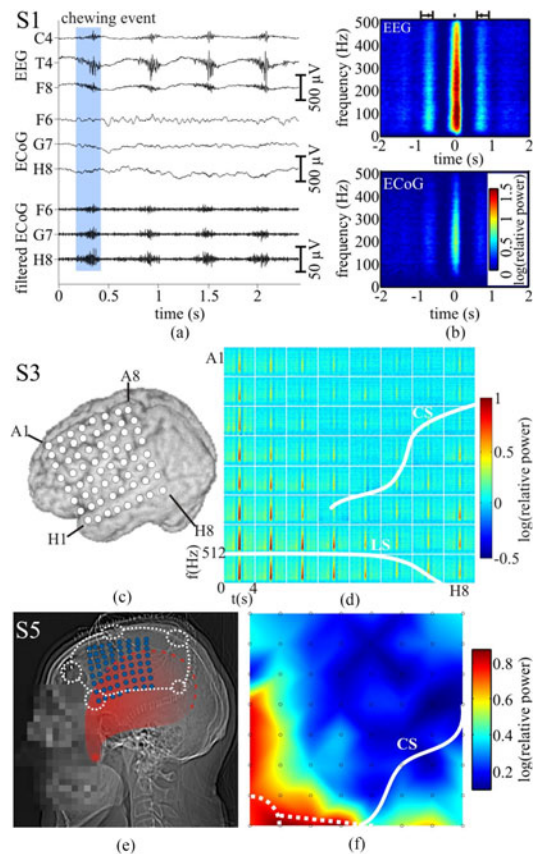 S1
chewing event
EEG
C4
T4
F8
500 µV
ECoG
F6
G7
H8
500 µV
filtered ECoG
F6
G7
H8
50 µV
0 0.5 1 1.5 2
time (s)
(a)
EEG
frequency (Hz)
500
400
300
200
100
-2 -1 0 1 2
time (s)
ECoG
frequency (Hz)
500
400
300
200
100
0
-2 -1 0 1 2
time (s)
0 0.5 1 1.5
log(relative power)
(b)
S3
A8
A1
H1
H8
(c)
A1
CS
LS
512
f(Hz)
0 t(s) 4
H8
(d)
1
0.5
0
-0.5
log(relative power)
S5
(e)
CS
(f)
0.8
0.6
0.4
0.2
log(relative power)